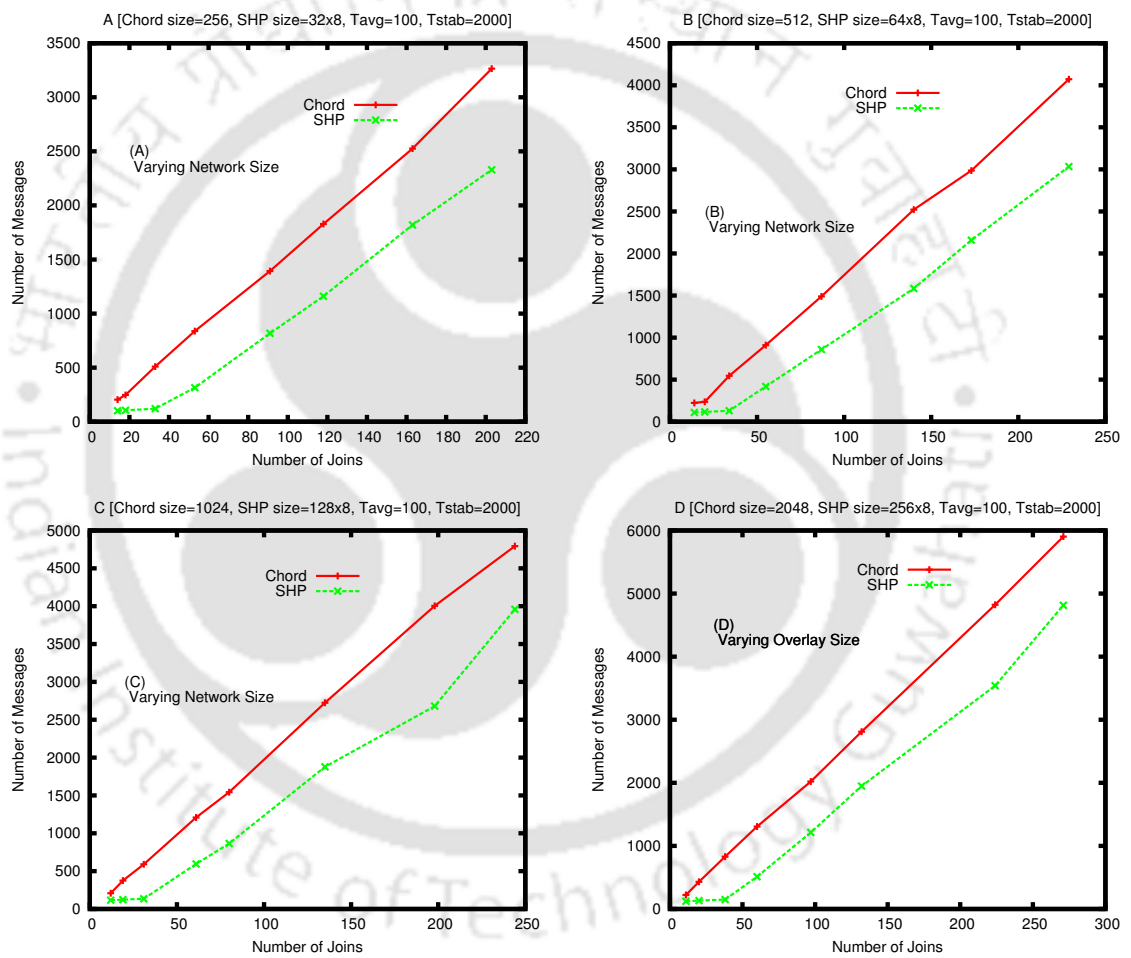 A [Chord size=256, SHP size=32x8, Tavg=100, Tstab=2000]
3500
3000
2500
2000
1500
1000
500
0
Number of Messages
Chord
SHP
(A)
Varying Network Size
0 20 40 60 80 100 120 140 160 180 200 220
Number of Joins
B [Chord size=512, SHP size=64x8, Tavg=100, Tstab=2000]
4500
4000
3500
3000
2500
2000
1500
1000
500
0
Number of Messages
Chord
SHP
(B)
Varying Network Size
0 50 100 150 200 250
Number of Joins
C [Chord size=1024, SHP size=128x8, Tavg=100, Tstab=2000]
5000
4500
4000
3500
3000
2500
2000
1500
1000
500
0
Number of Messages
Chord
SHP
(C)
Varying Network Size
0 50 100 150 200 250
Number of Joins
D [Chord size=2048, SHP size=256x8, Tavg=100, Tstab=2000]
6000
5000
4000
3000
2000
1000
0
Number of Messages
Chord
SHP
(D)
Varying Overlay Size
0 50 100 150 200 250 300
Number of Joins
Indian Institute of Technology Guwahati